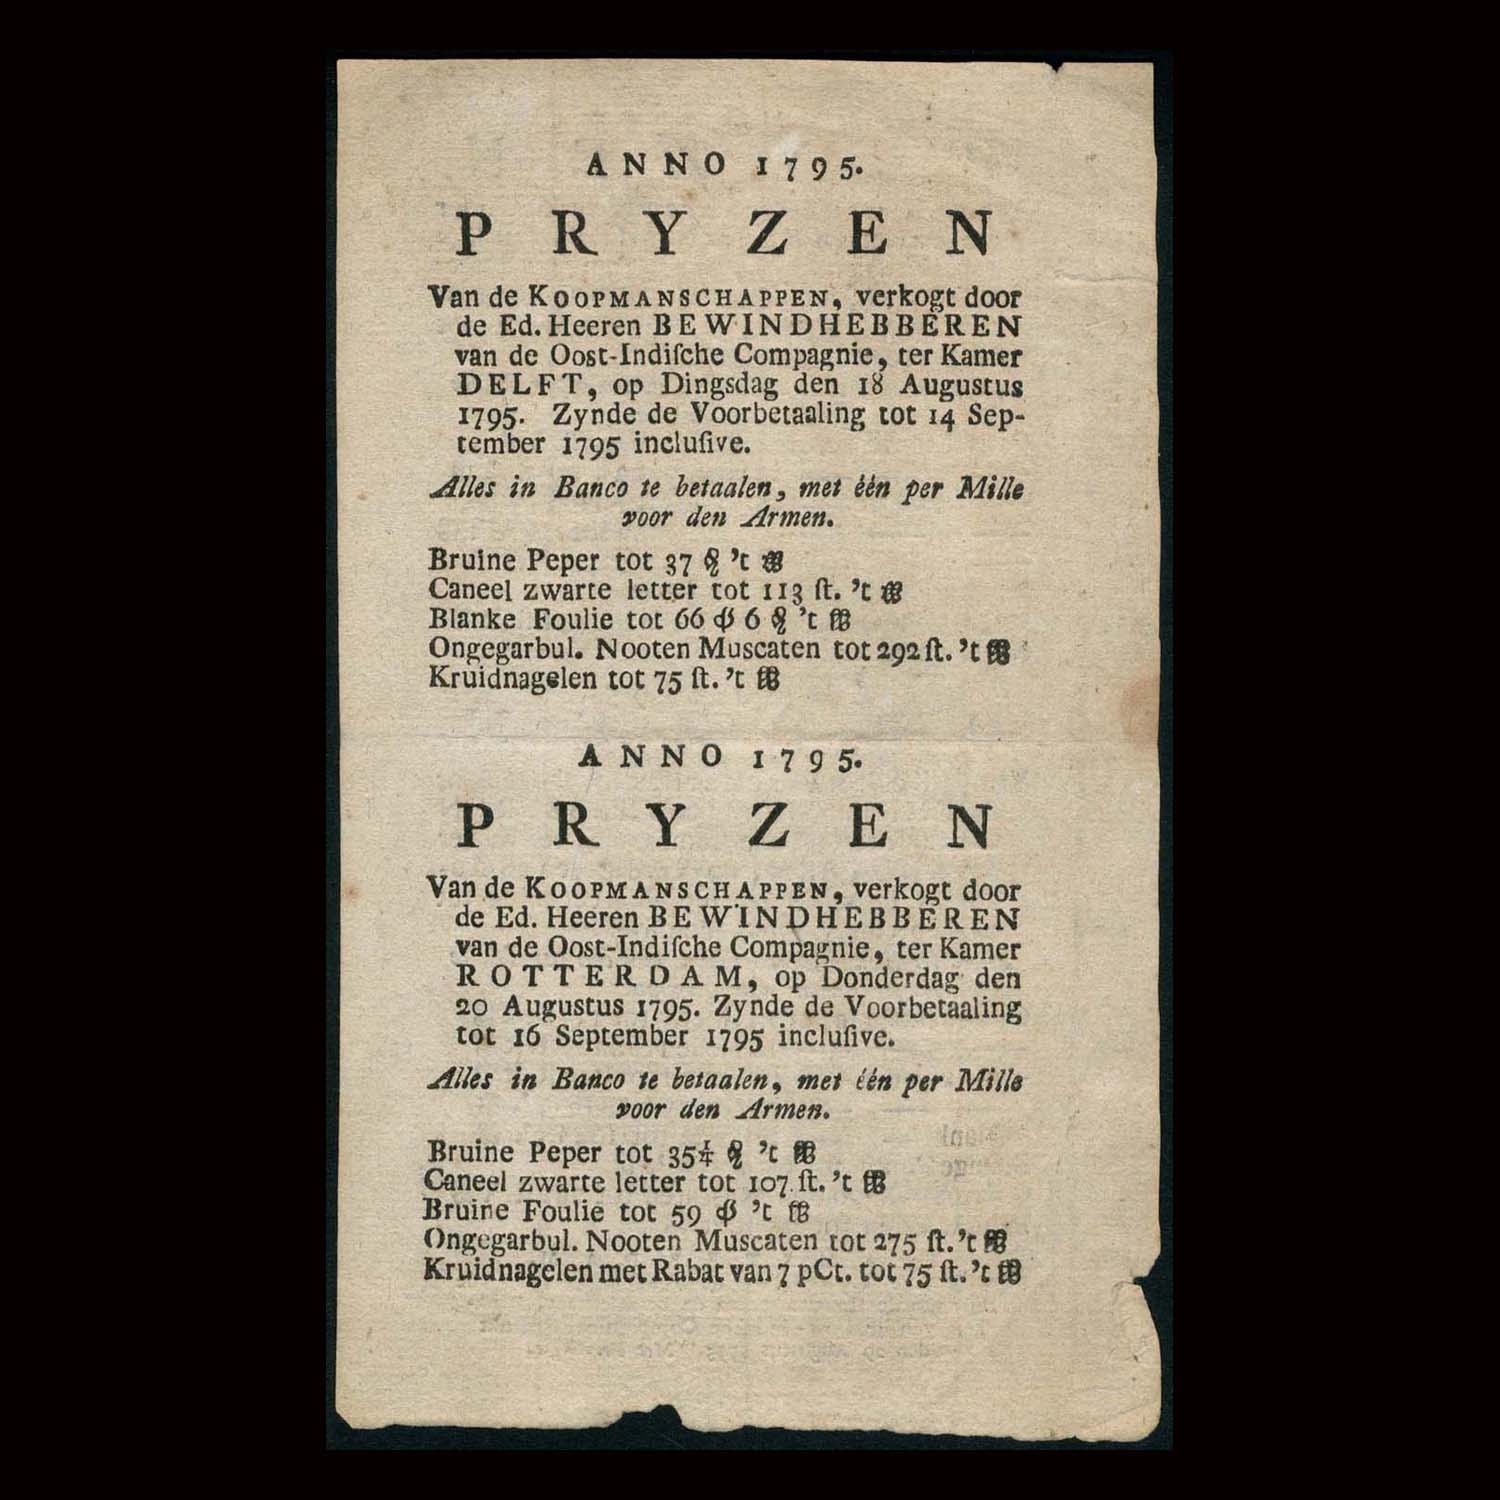 ANNO 1795.
PRYZEN
Van de KOOPMANSCHAPPEN, verkogt door
de Ed. Heeren BEWINDHEBBEREN
van de Oost-Indiſche Compagnie, ter Kamer
DELFT, op Dingsdag den 18 Augustus
1795. Zynde de Voorbetaaling tot 14 Sep-
tember 1795 incluſive.
Alles in Banco te betaalen, met één per Mille
voor den Armen.
Bruine Peper tot 37 ₰ 't ℔
Caneel zwarte letter tot 113 ſt. 't ℔
Blanke Foulie tot 66 ϕ 6 ₰ 't ℔
Ongegarbul. Nooten Muscaten tot 292 ſt. 't ℔
Kruidnagelen tot 75 ſt. 't ℔
ANNO 1795.
PRYZEN
Van de KOOPMANSCHAPPEN, verkogt door
de Ed. Heeren BEWINDHEBBEREN
van de Oost-Indiſche Compagnie, ter Kamer
ROTTERDAM, op Donderdag den
20 Augustus 1795. Zynde de Voorbetaaling
tot 16 September 1795 incluſive.
Alles in Banco te betaalen, met één per Mille
voor den Armen.
Bruine Peper tot 35¼ ₰ 't ℔
Caneel zwarte letter tot 107 ſt. 't ℔
Bruine Foulie tot 59 ϕ 't ℔
Ongegarbul. Nooten Muscaten tot 275 ſt. 't ℔
Kruidnagelen met Rabat van 7 pCt. tot 75 ſt. 't ℔